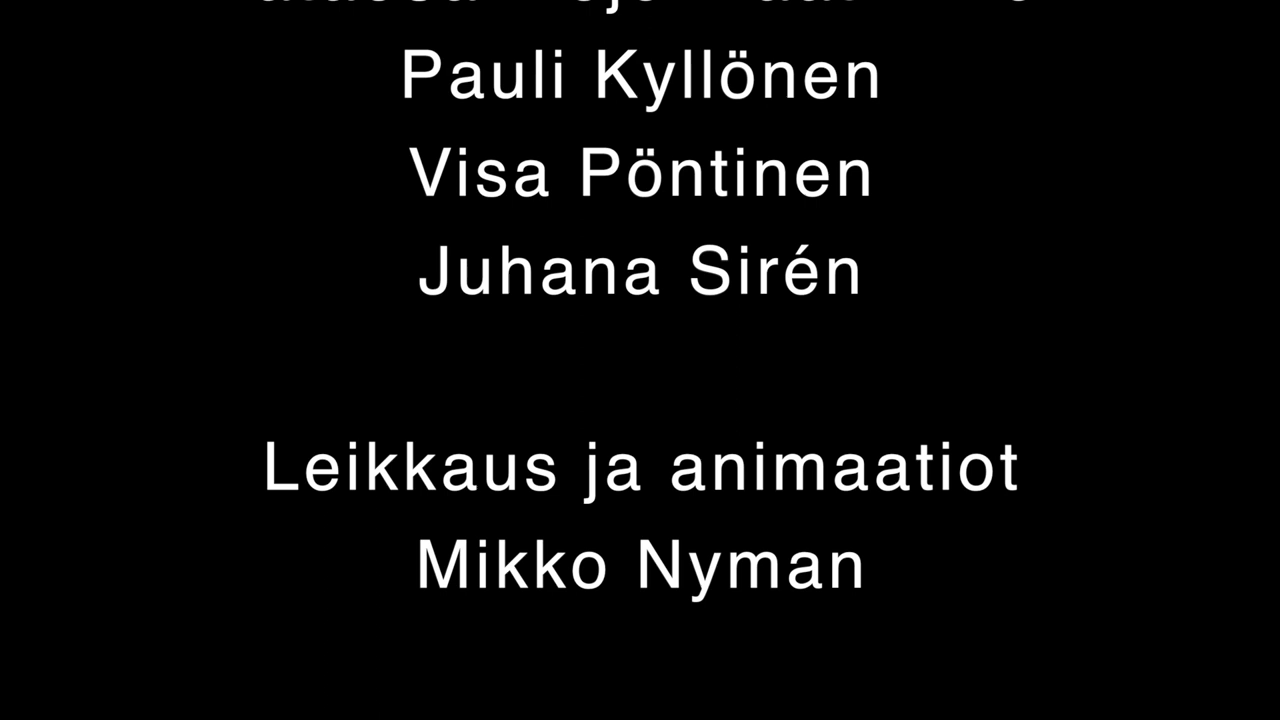 Pauli Kyllönen
Visa Pöntinen
Juhana Sirén
Leikkaus ja animaatiot
Mikko Nyman